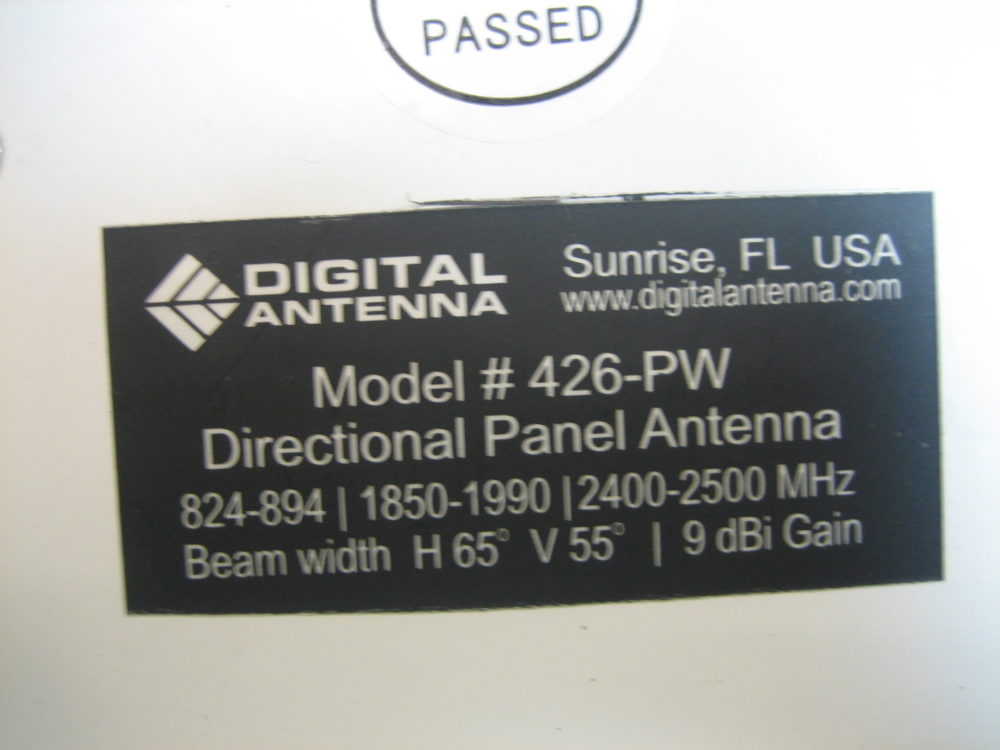 PASSED
DIGITAL
ANTENNA
Sunrise, FL USA
www.digitalantenna.com
Model # 426-PW
Directional Panel Antenna
824-894 | 1850-1990 | 2400-2500 MHz
Beam width H 65° V 55° | 9 dBi Gain